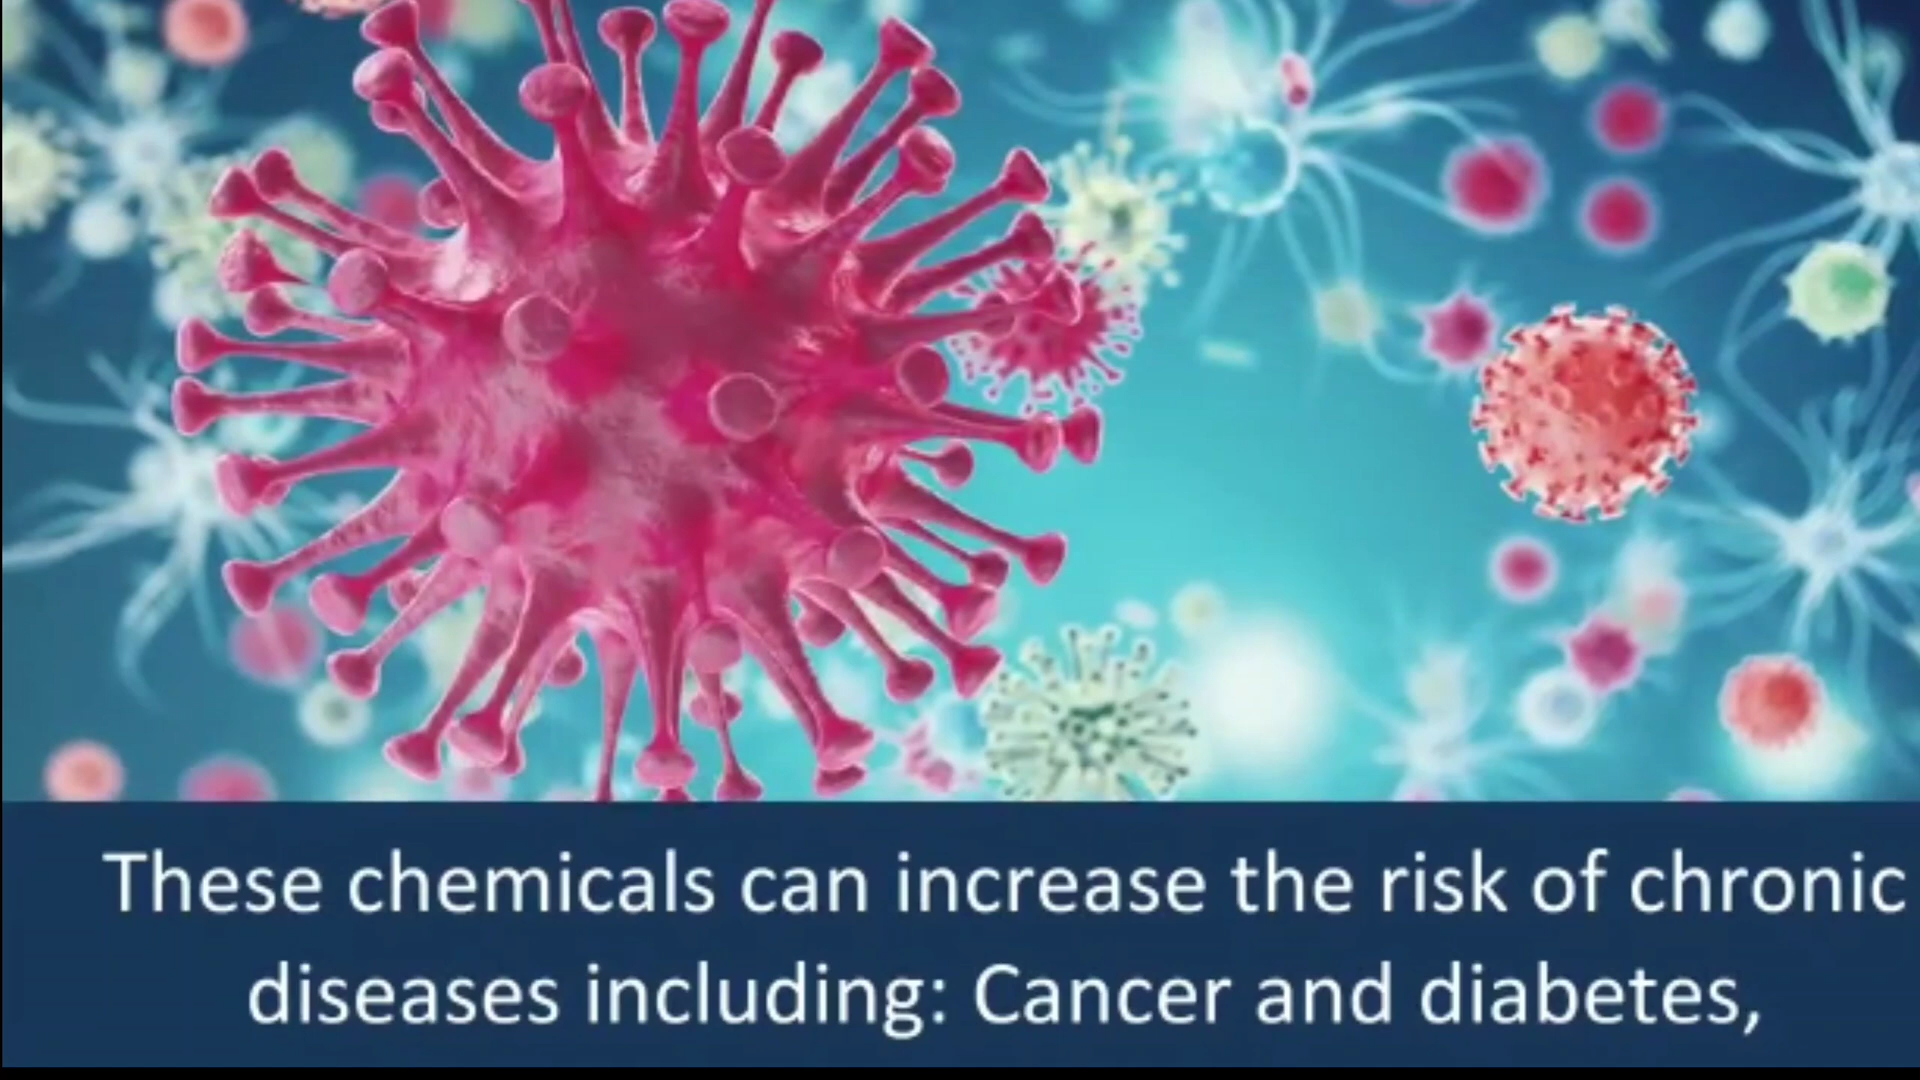 These chemicals can increase the risk of chronic
diseases including: Cancer and diabetes,